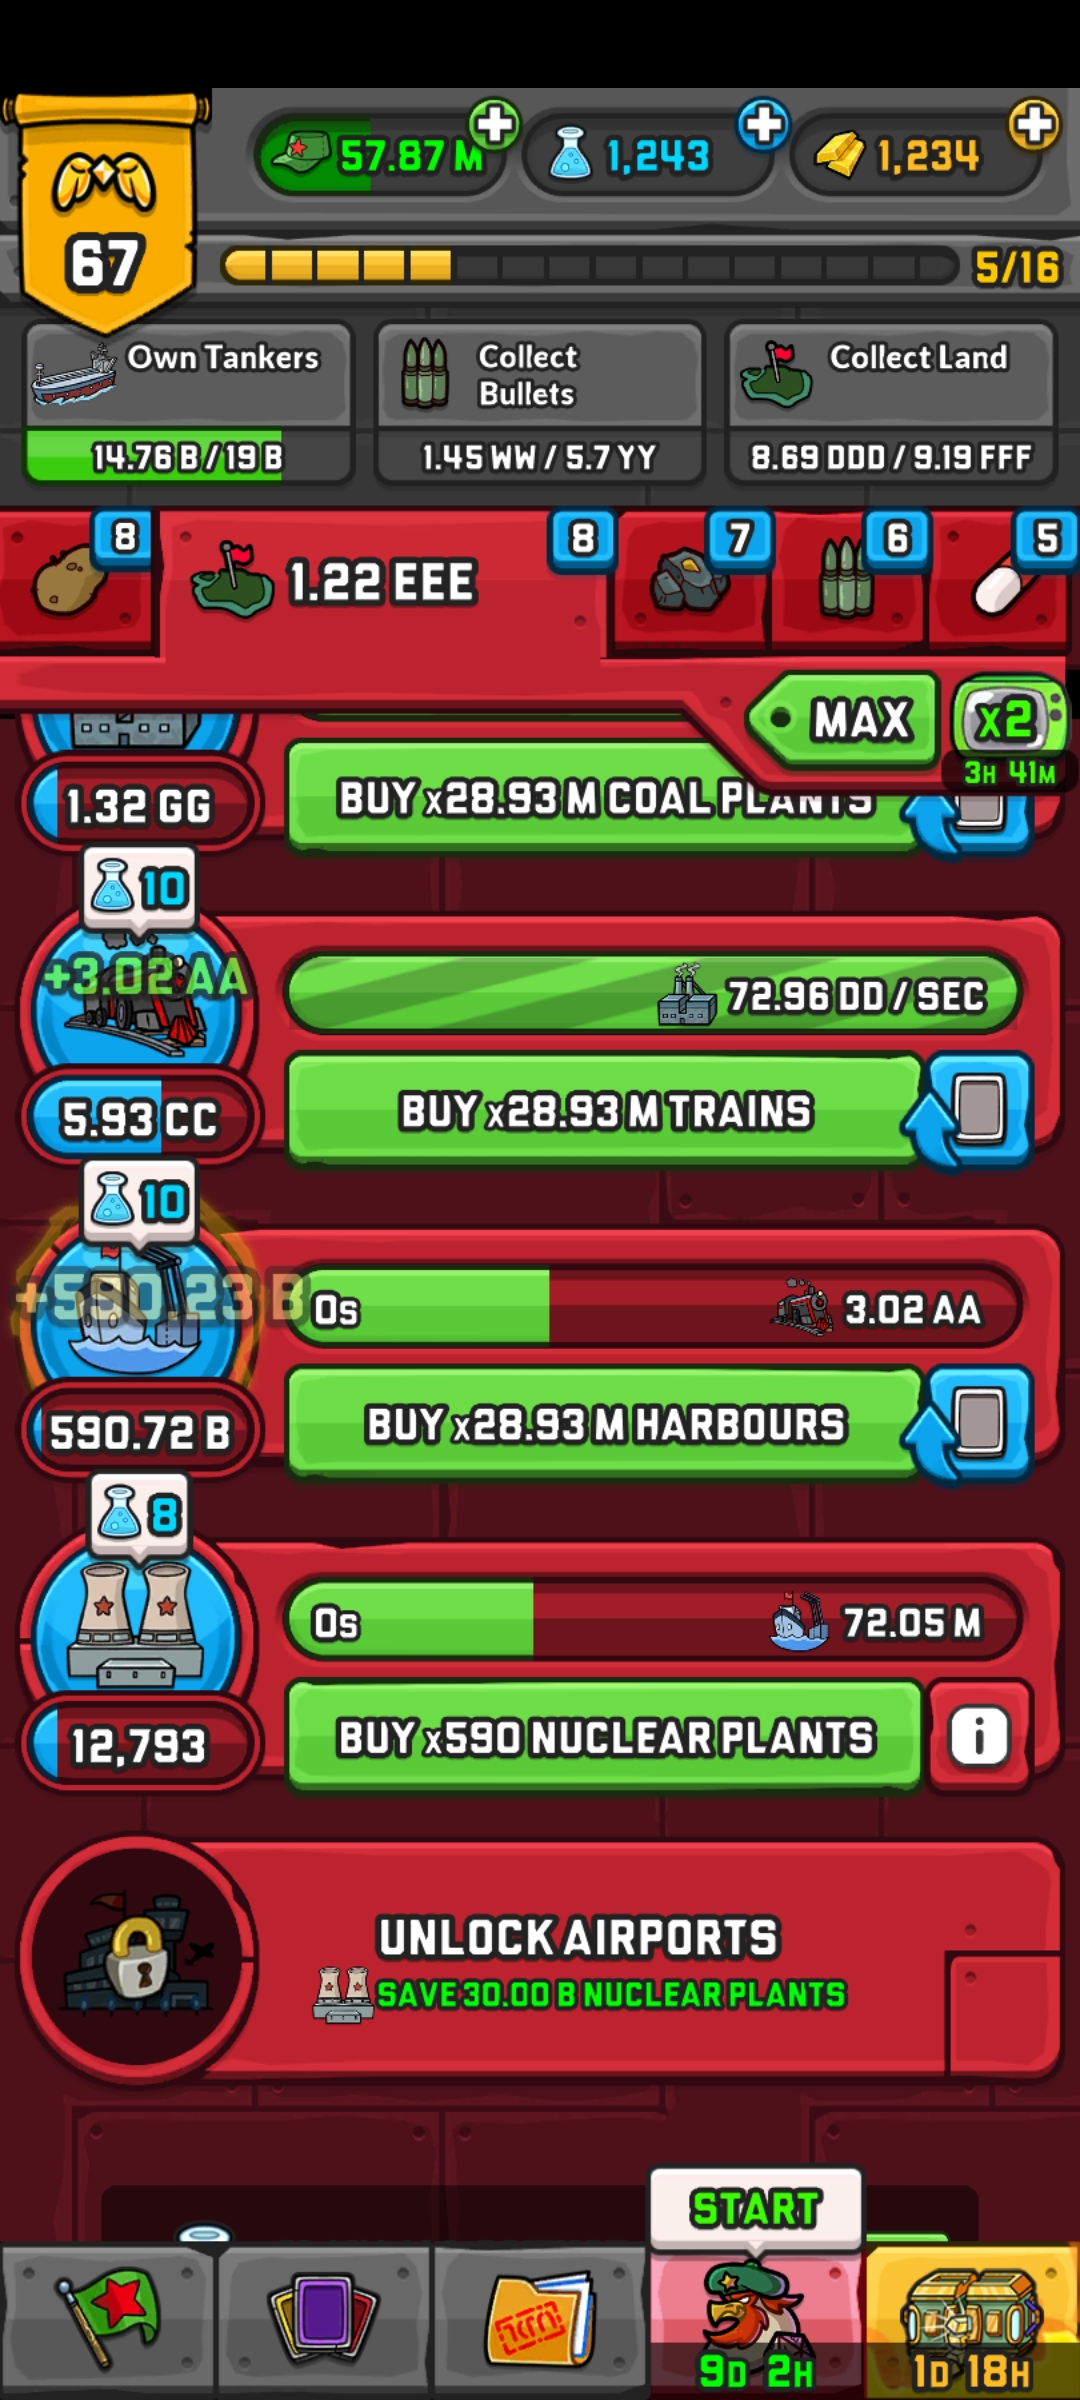 57.87 M
1,243
1,234
67
5/16
Own Tankers
14.76 B / 19 B
Collect
Bullets
1.45 WW / 5.7 YY
Collect Land
8.69 DDD / 9.19 FFF
8
1.22 EEE
8
7
6
5
MAX
x2
3H 41M
1.32 GG
BUY x28.93 M COAL PLANTS
10
+3.02 AA
72.96 DD / SEC
5.93 CC
BUY x28.93 M TRAINS
10
+590.23 B
0s
3.02 AA
590.72 B
BUY x28.93 M HARBOURS
8
0s
72.05 M
12,793
BUY x590 NUCLEAR PLANTS
i
UNLOCK AIRPORTS
SAVE 30.00 B NUCLEAR PLANTS
START
9D 2H
1D 18H